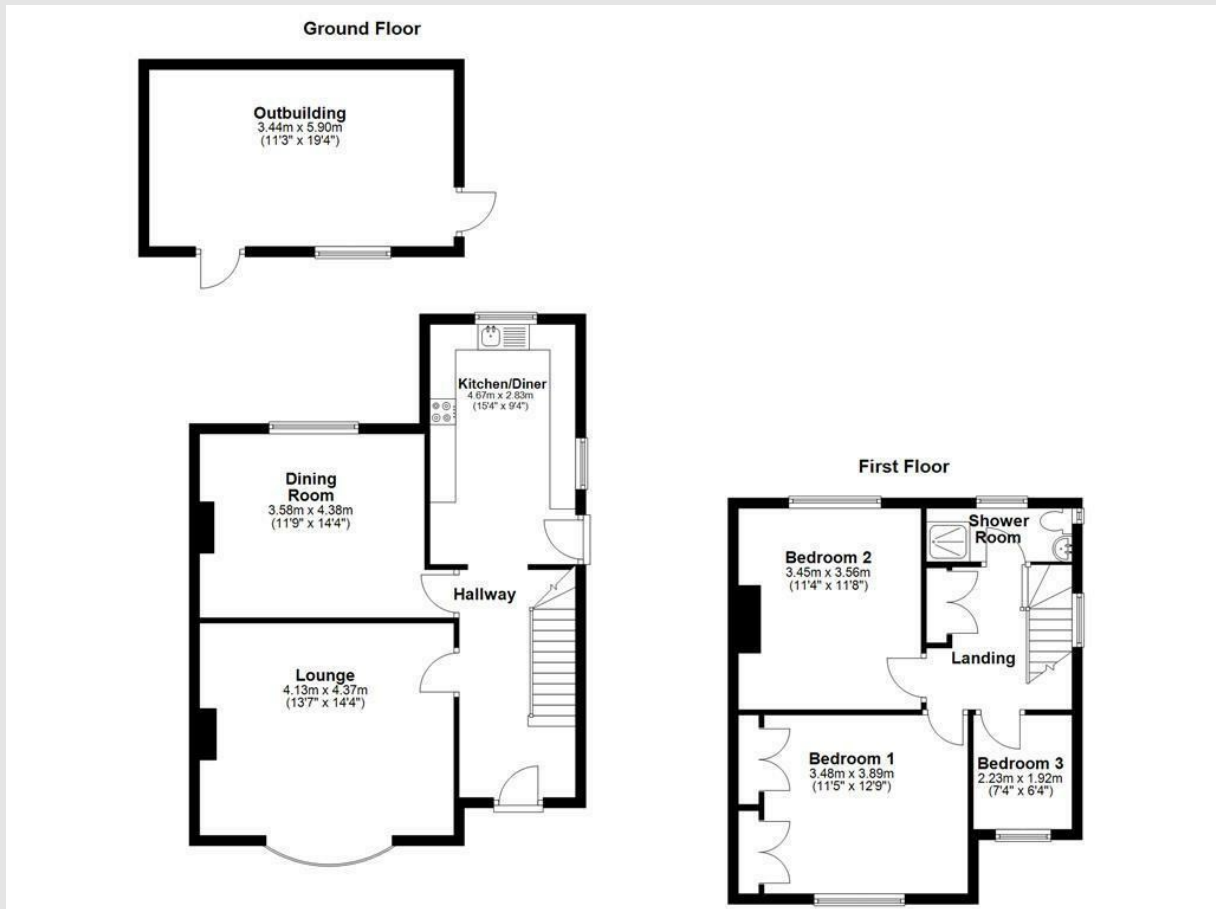 Ground Floor
Outbuilding
3.44m x 5.90m
(11'3" x 19'4")
Kitchen/Diner
4.67m x 2.83m
(15'4" x 9'4")
Dining
Room
3.58m x 4.38m
(11'9" x 14'4")
Hallway
Lounge
4.13m x 4.37m
(13'7" x 14'4")
First Floor
Shower
Room
Bedroom 2
3.45m x 3.56m
(11'4" x 11'8")
Landing
Bedroom 1
3.48m x 3.89m
(11'5" x 12'9")
Bedroom 3
2.23m x 1.92m
(7'4" x 6'4")